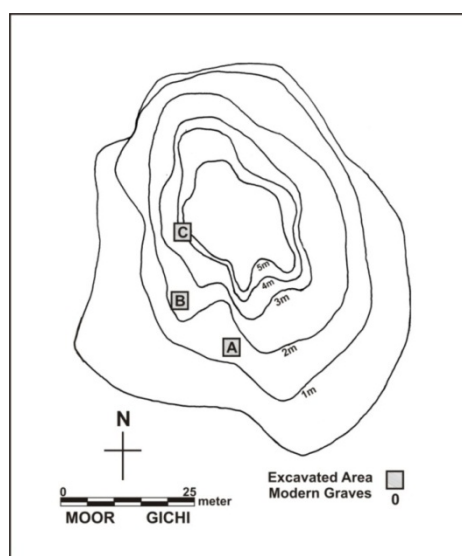 C
5m
4m
B
3m
A
2m
1m
N
Excavated Area
Modern Graves 0
0 25
meter
MOOR GICHI